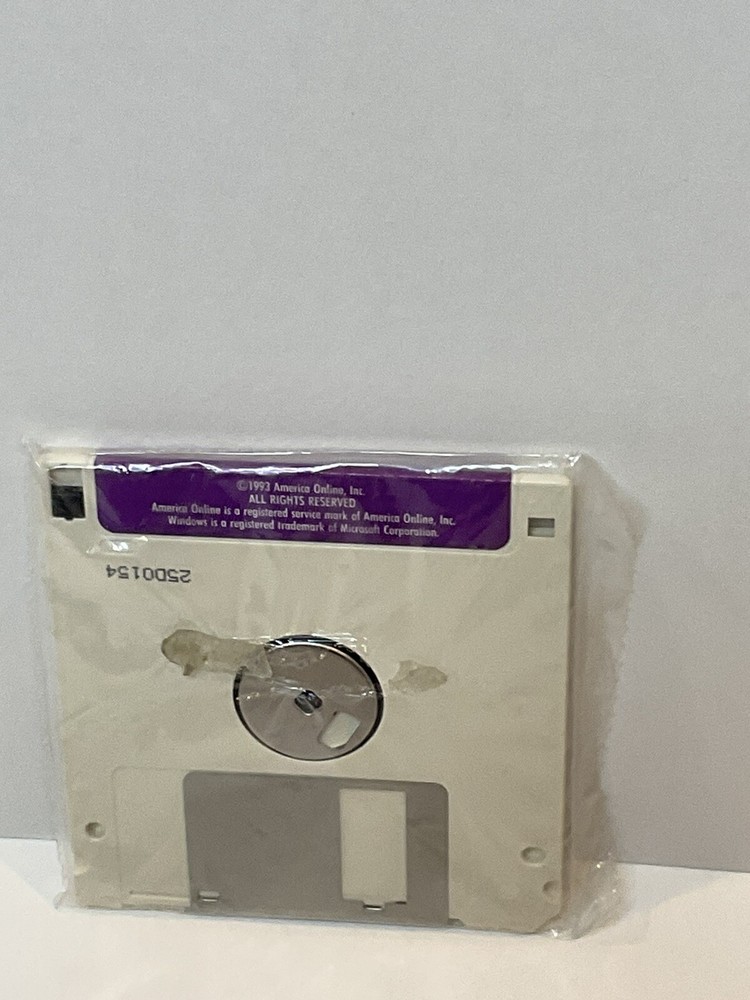 ©1993 America Online, Inc.
ALL RIGHTS RESERVED
America Online is a registered service mark of America Online, Inc.
Windows is a registered trademark of Microsoft Corporation.
25D0154